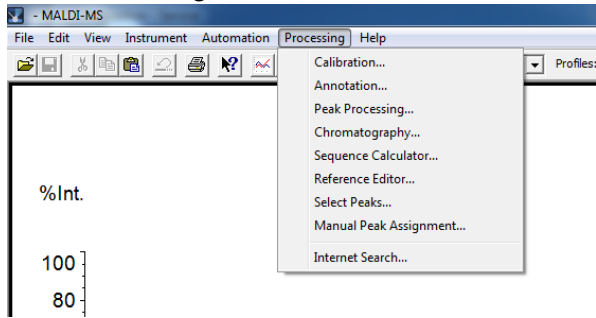 - MALDI-MS
File Edit View Instrument Automation Processing Help
Profiles:
Calibration...
Annotation...
Peak Processing...
Chromatography...
Sequence Calculator...
Reference Editor...
Select Peaks...
Manual Peak Assignment...
Internet Search...
%Int.
100
80